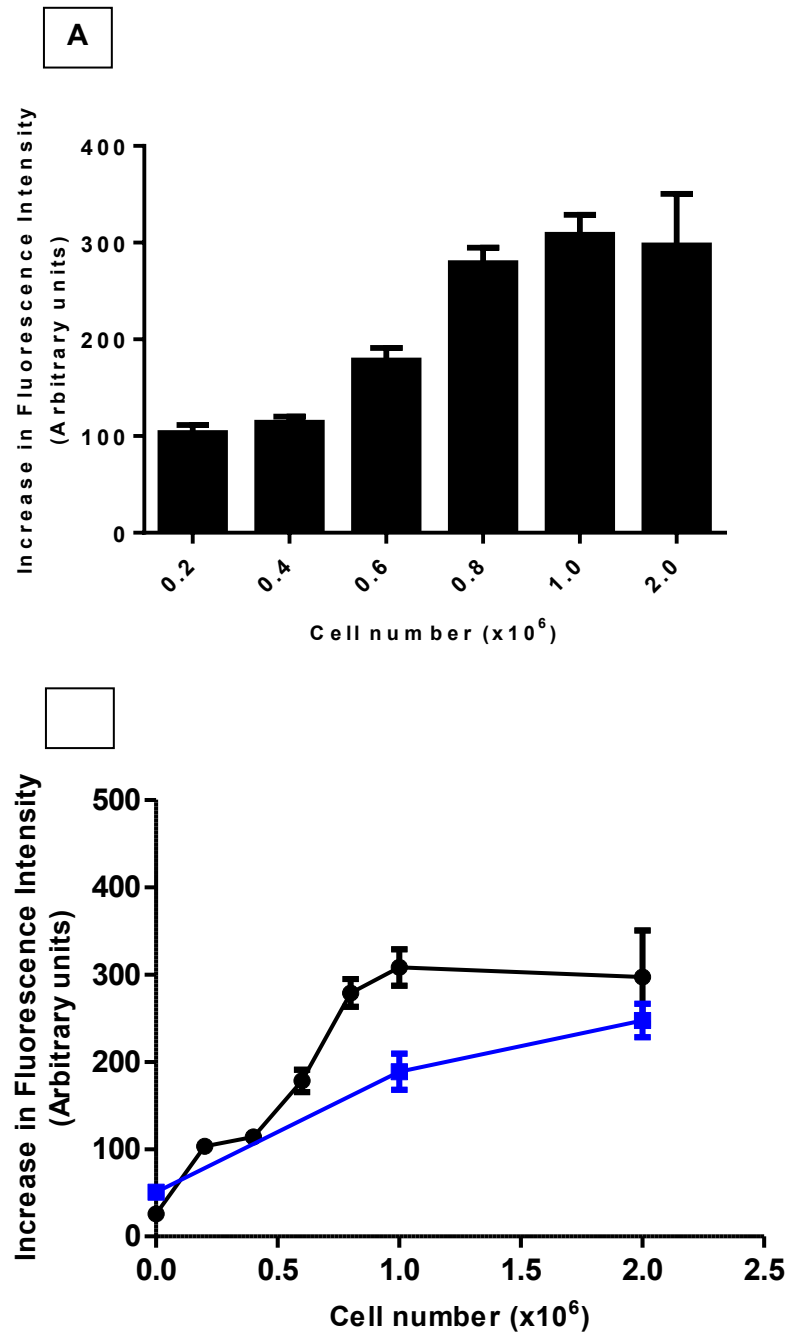 A
Increase in Fluorescence Intensity
(Arbitrary units)
400
300
200
100
0
0.2 0.4 0.6 0.8 1.0 2.0
Cell number (x10⁶)
Increase in Fluorescence Intensity
(Arbitrary units)
500
400
300
200
100
0
0.0 0.5 1.0 1.5 2.0 2.5
Cell number (x10⁶)